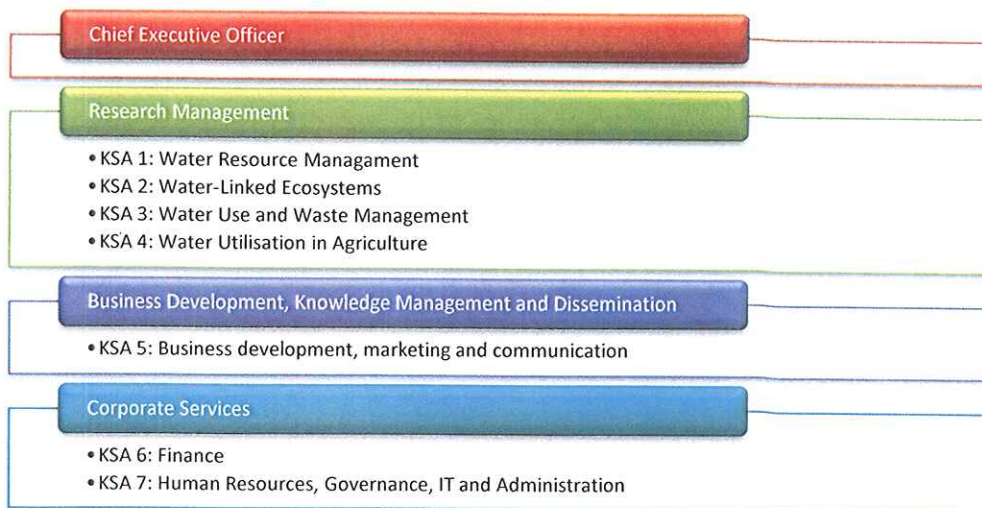 Chief Executive Officer
Research Management
• KSA 1: Water Resource Managament
• KSA 2: Water-Linked Ecosystems
• KSA 3: Water Use and Waste Management
• KSA 4: Water Utilisation in Agriculture
Business Development, Knowledge Management and Dissemination
• KSA 5: Business development, marketing and communication
Corporate Services
• KSA 6: Finance
• KSA 7: Human Resources, Governance, IT and Administration